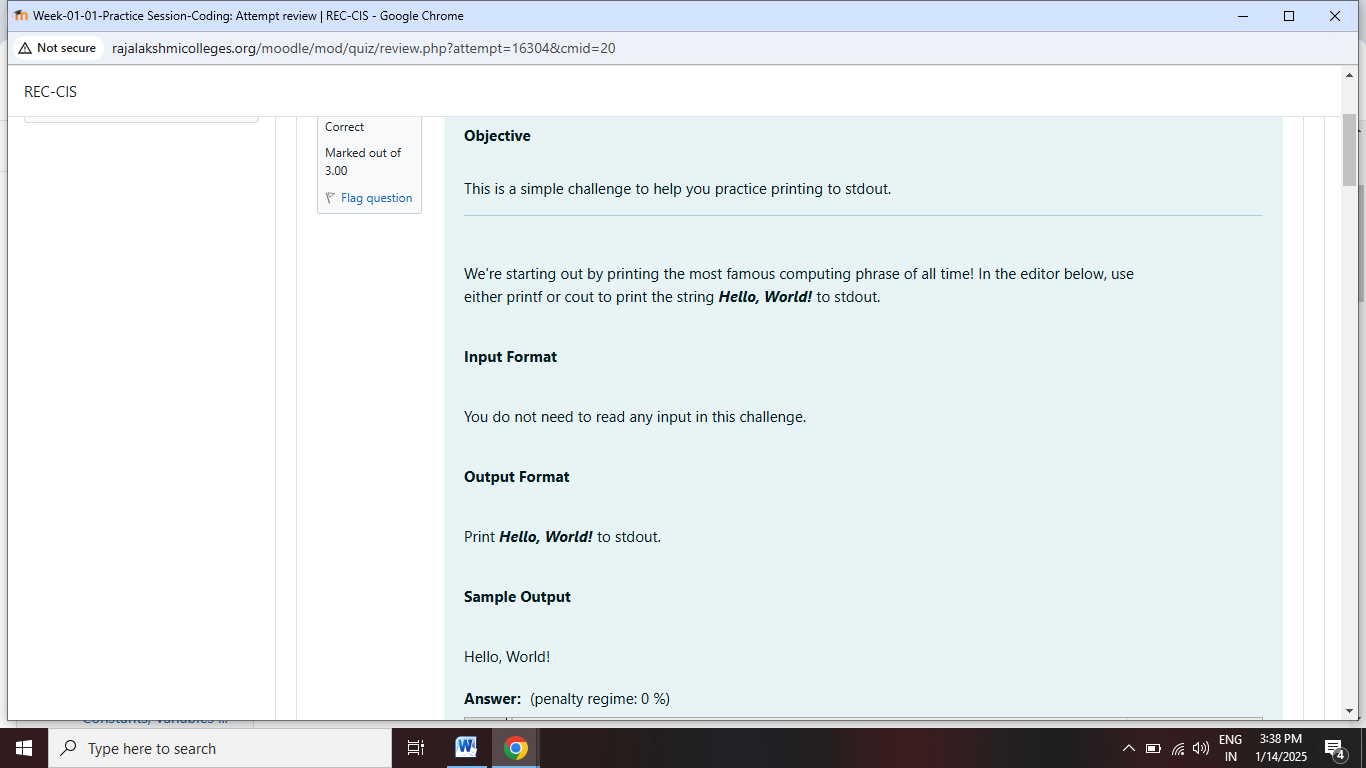 Week-01-01-Practice Session-Coding: Attempt review | REC-CIS - Google Chrome
Not secure rajalakshmicolleges.org/moodle/mod/quiz/review.php?attempt=16304&cmid=20
REC-CIS
Correct
Marked out of
3.00
Flag question
Objective
This is a simple challenge to help you practice printing to stdout.
We're starting out by printing the most famous computing phrase of all time! In the editor below, use
either printf or cout to print the string Hello, World! to stdout.
Input Format
You do not need to read any input in this challenge.
Output Format
Print Hello, World! to stdout.
Sample Output
Hello, World!
Answer: (penalty regime: 0 %)
Type here to search
ENG
IN
3:38 PM
1/14/2025
4